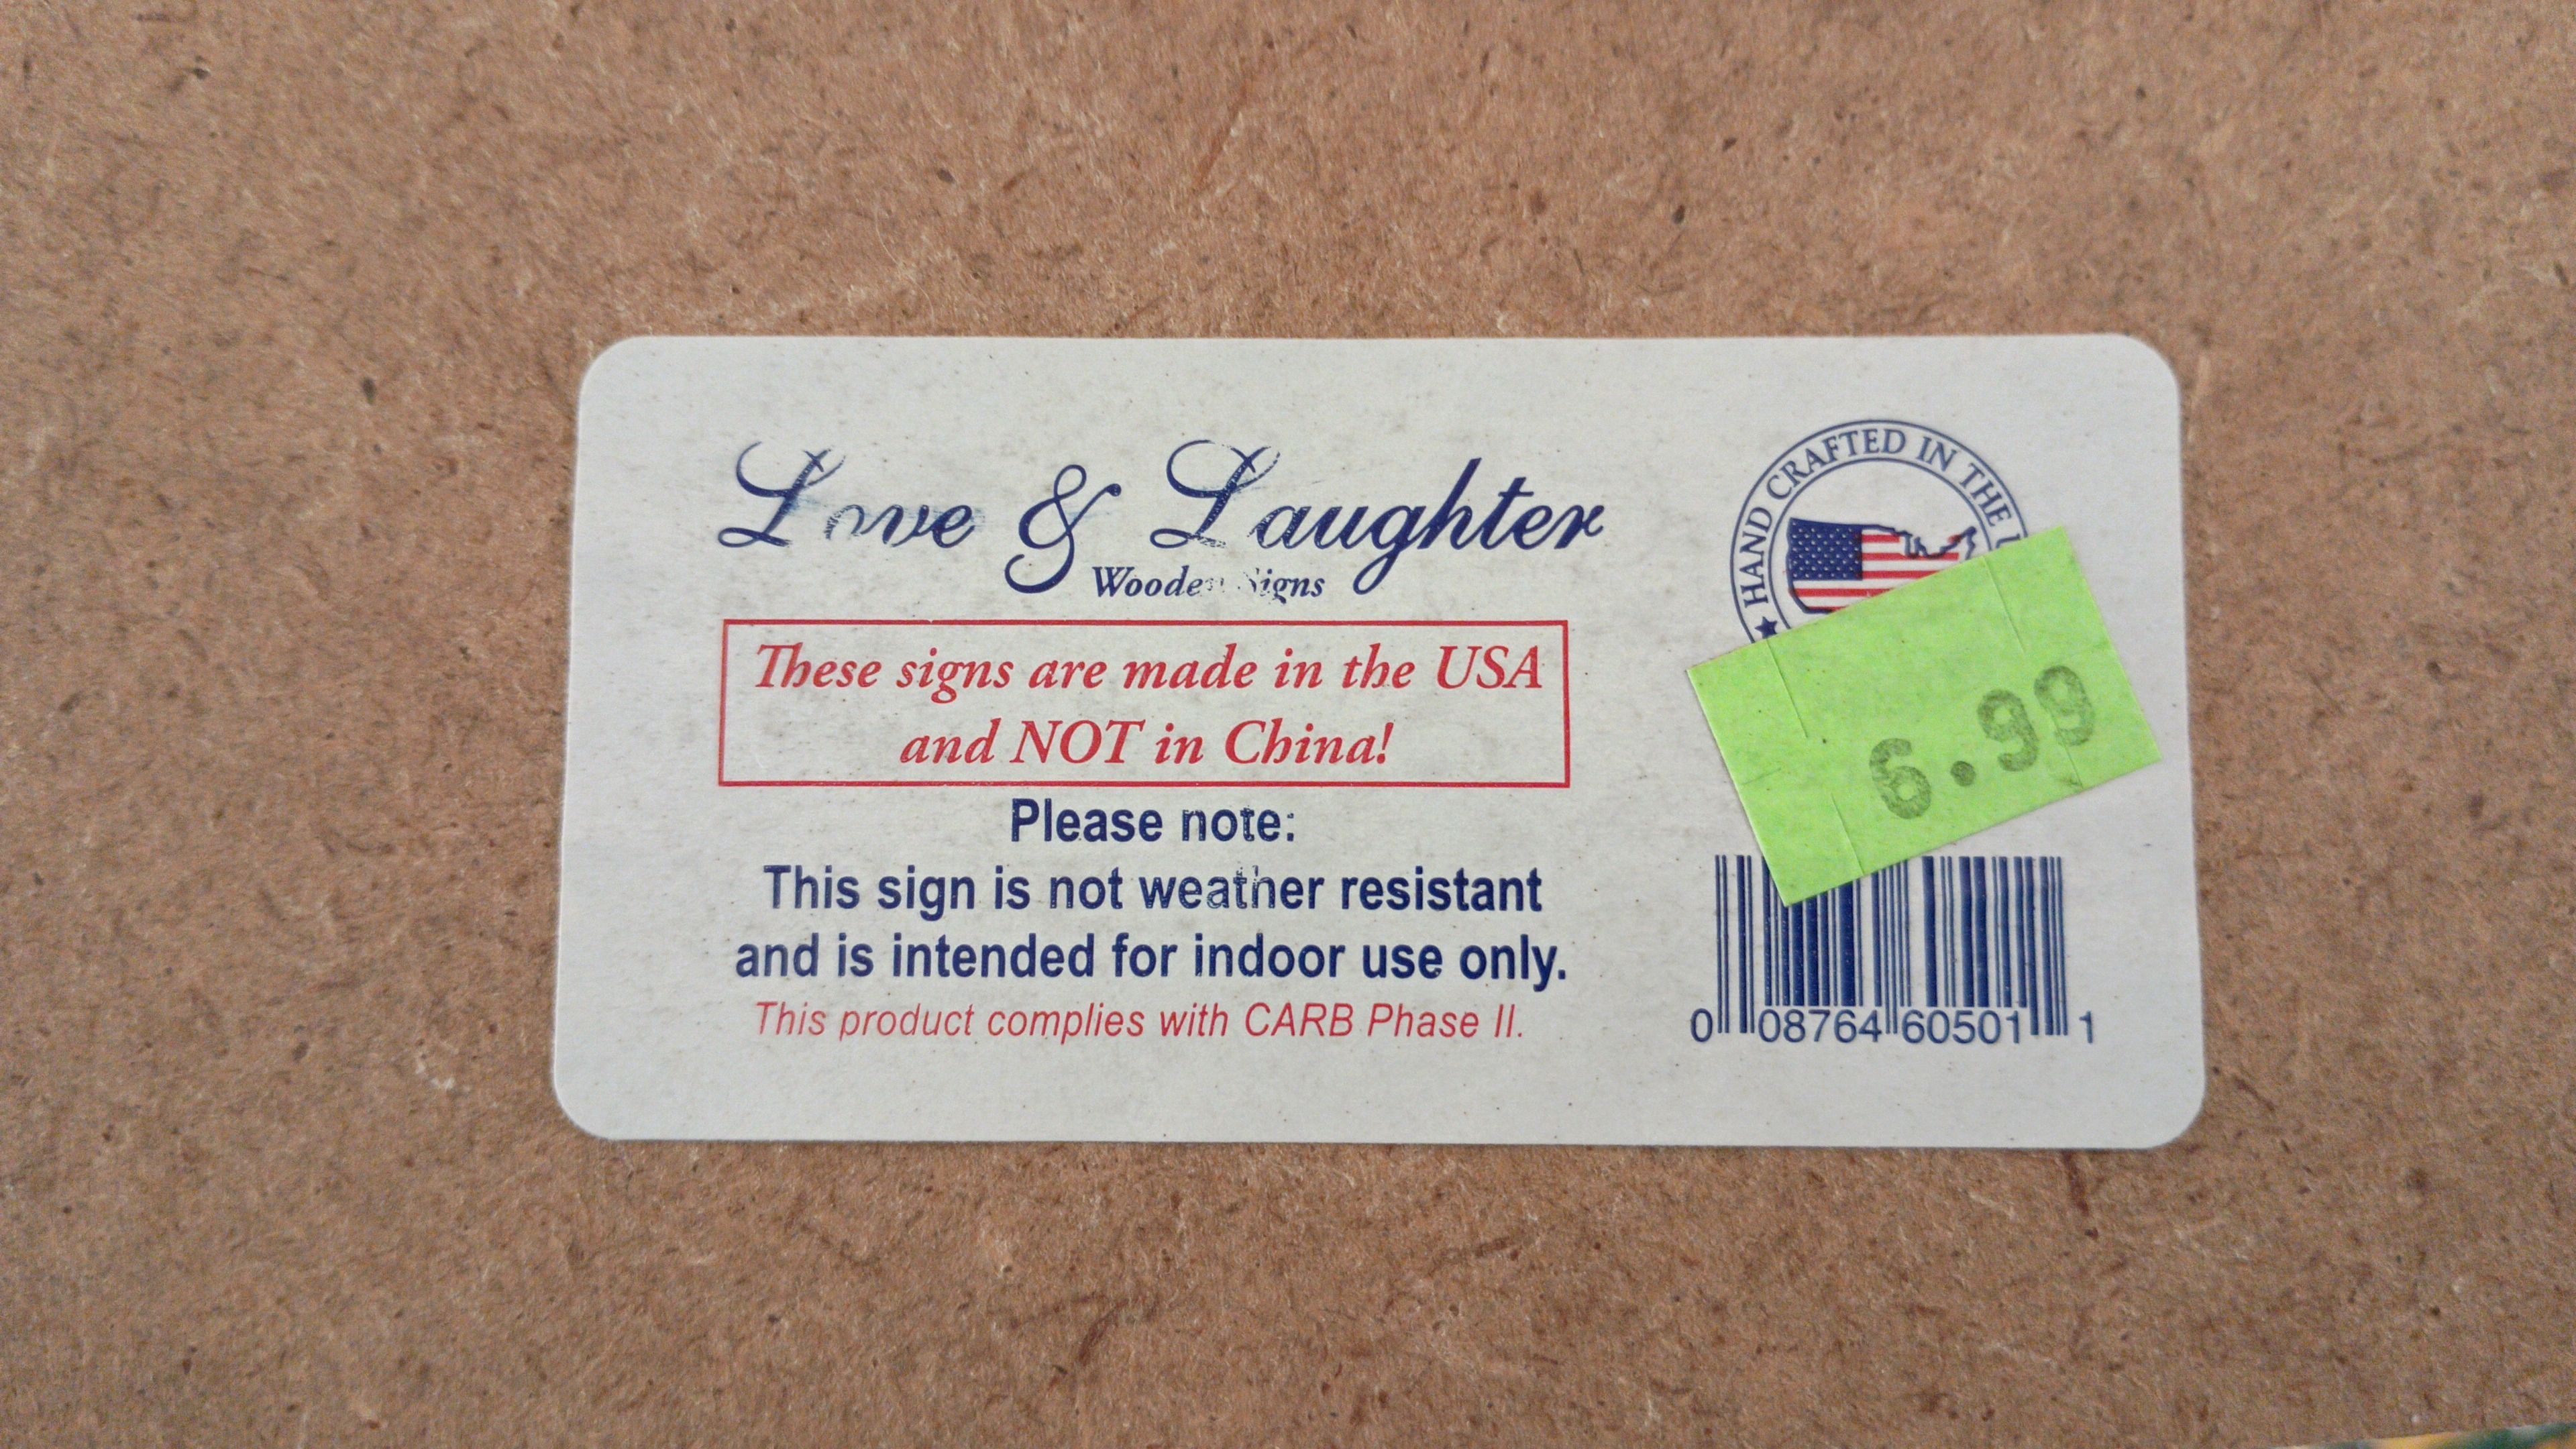 Love & Laughter
Wooden Signs
These signs are made in the USA
and NOT in China!
Please note:
This sign is not weather resistant
and is intended for indoor use only.
This product complies with CARB Phase II.
HAND CRAFTED IN THE
6.99
0 08764 60501 1